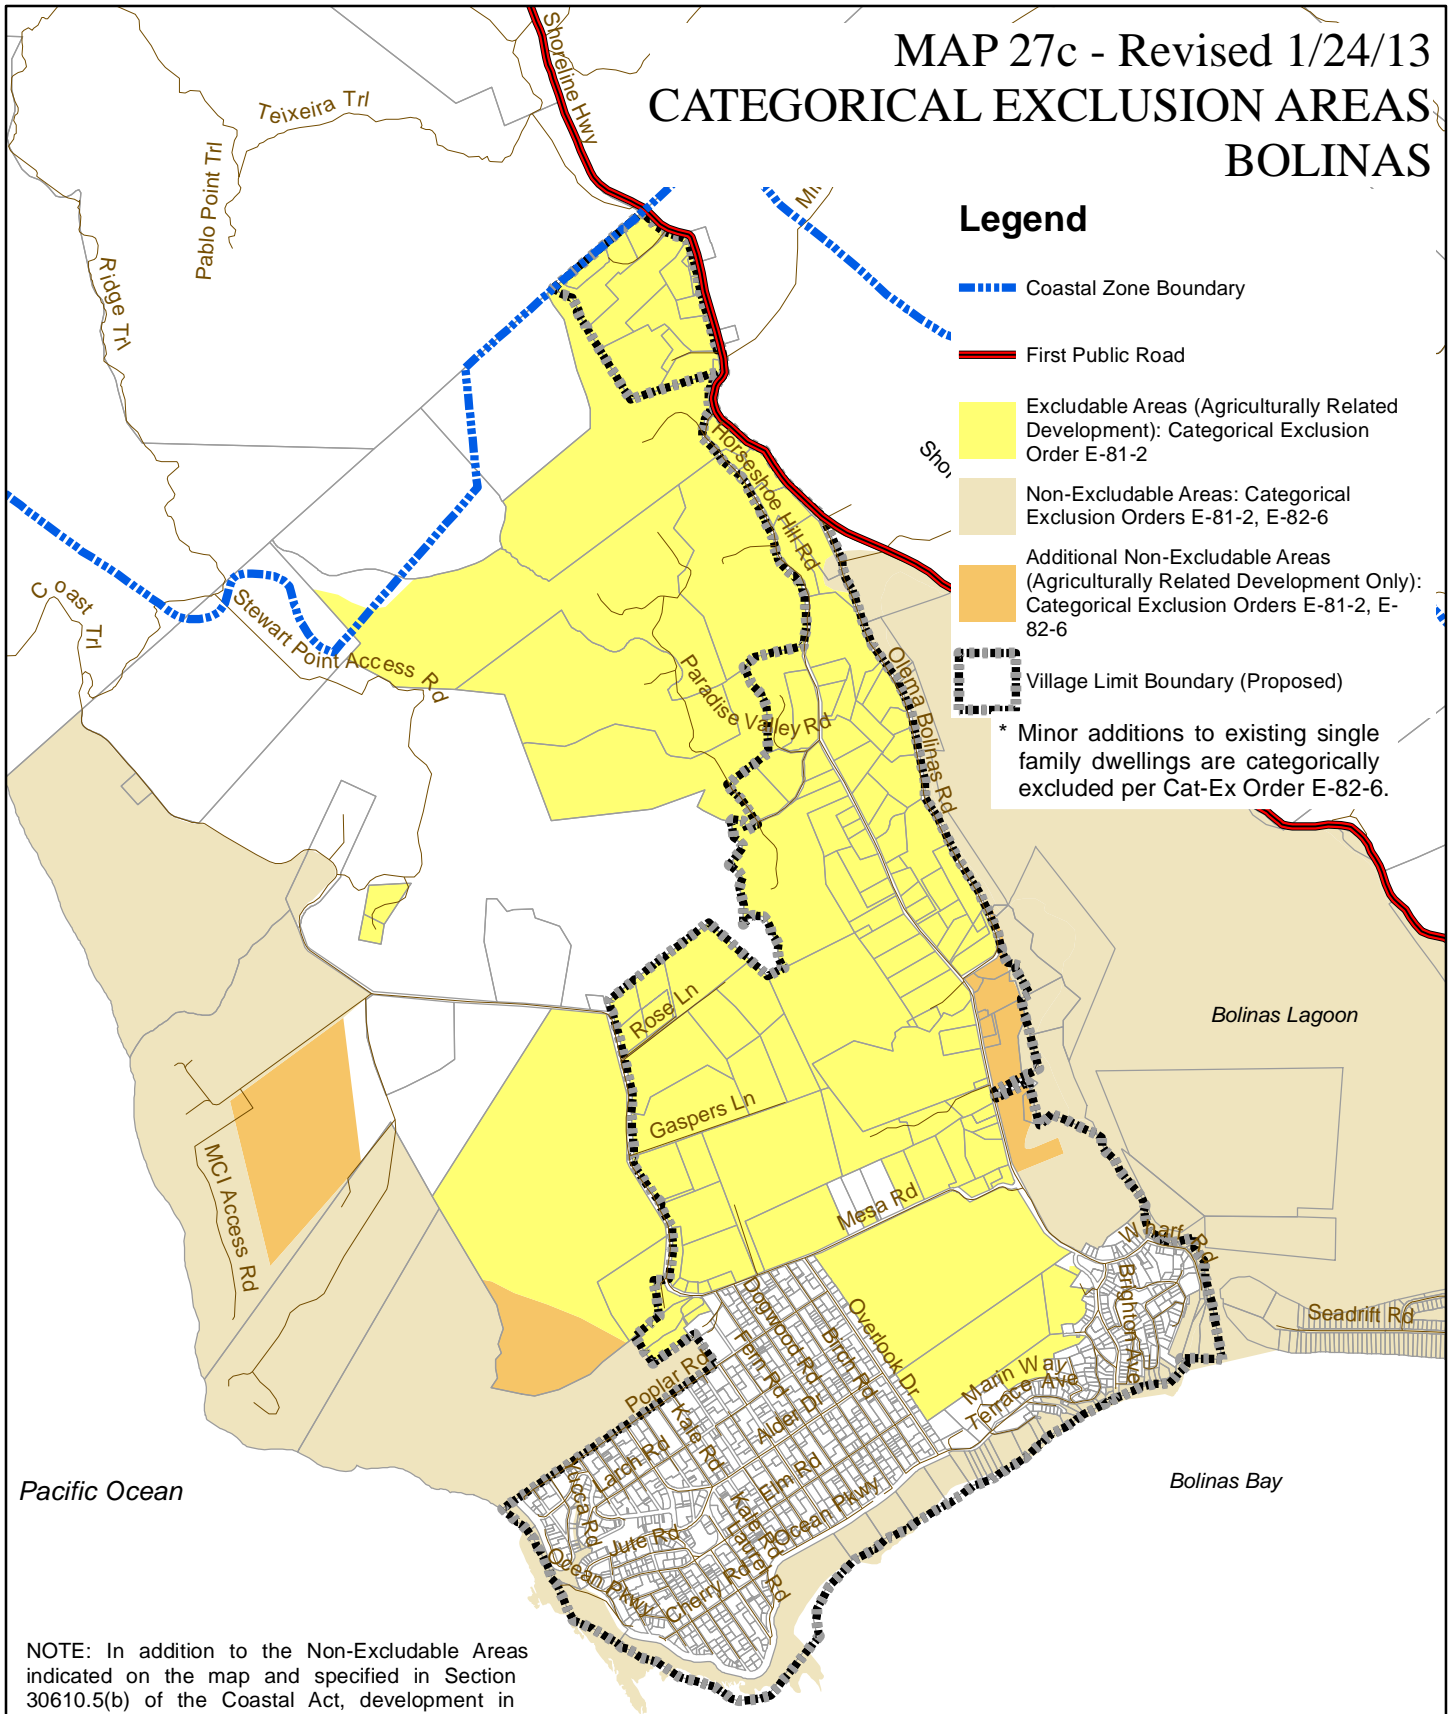 MAP 27c - Revised 1/24/13
CATEGORICAL EXCLUSION AREAS
BOLINAS
Legend
Coastal Zone Boundary
First Public Road
Excludable Areas (Agriculturally Related
Development): Categorical Exclusion
Order E-81-2
Non-Excludable Areas: Categorical
Exclusion Orders E-81-2, E-82-6
Additional Non-Excludable Areas
(Agriculturally Related Development Only):
Categorical Exclusion Orders E-81-2, E-
82-6
Village Limit Boundary (Proposed)
* Minor additions to existing single
family dwellings are categorically
excluded per Cat-Ex Order E-82-6.
Shoreline Hwy
Teixeira Trl
Pablo Point Trl
Ridge Trl
Horseshoe Hill Rd
Coast Trl
Stewart Point Access Rd
Paradise Valley Rd
Olema Bolinas Rd
Rose Ln
Gaspers Ln
Mesa Rd
MCI Access Rd
Bolinas Lagoon
Wharf Rd
Brighton Ave
Seadrift Rd
Overlook Dr
Dogwood Rd
Birch Rd
Fern Rd
Marin Way
Terrace Ave
Poplar Rd
Kale Rd
Alder Dr
Larch Rd
Elm Rd
Yucca Rd
Ocean Pkwy
Kale Rd
Laurel Rd
Jute Rd
Ocean Pkwy
Cherry Rd
Pacific Ocean
Bolinas Bay
NOTE: In addition to the Non-Excludable Areas
indicated on the map and specified in Section
30610.5(b) of the Coastal Act, development in